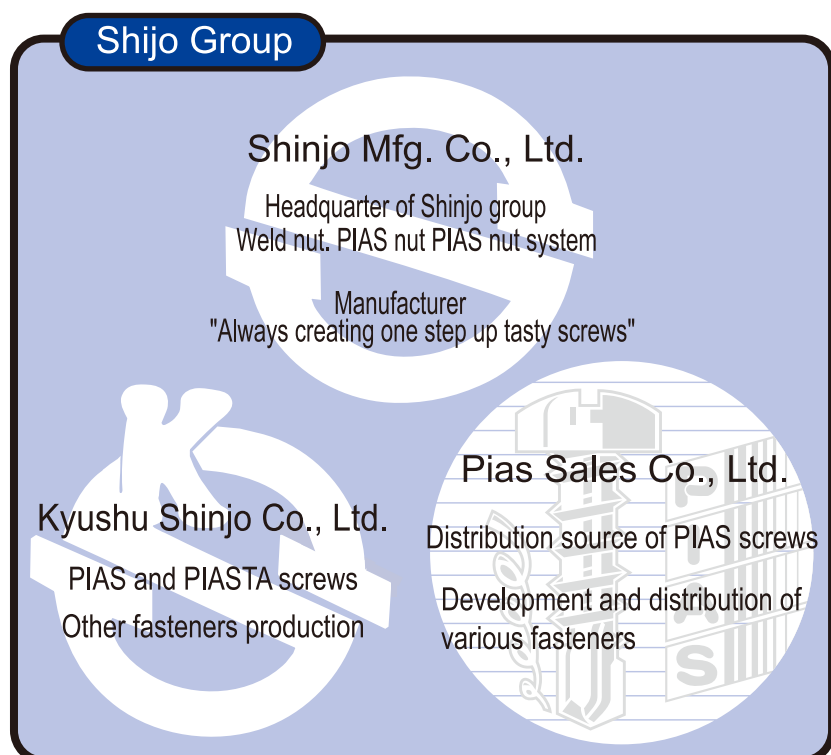 Shijo Group
Shinjo Mfg. Co., Ltd.
Headquarter of Shinjo group
Weld nut. PIAS nut PIAS nut system
Manufacturer
"Always creating one step up tasty screws"
K
Kyushu Shinjo Co., Ltd.
PIAS and PIASTA screws
Other fasteners production
Pias Sales Co., Ltd.
Distribution source of PIAS screws
Development and distribution of
various fasteners
P
I
A
S